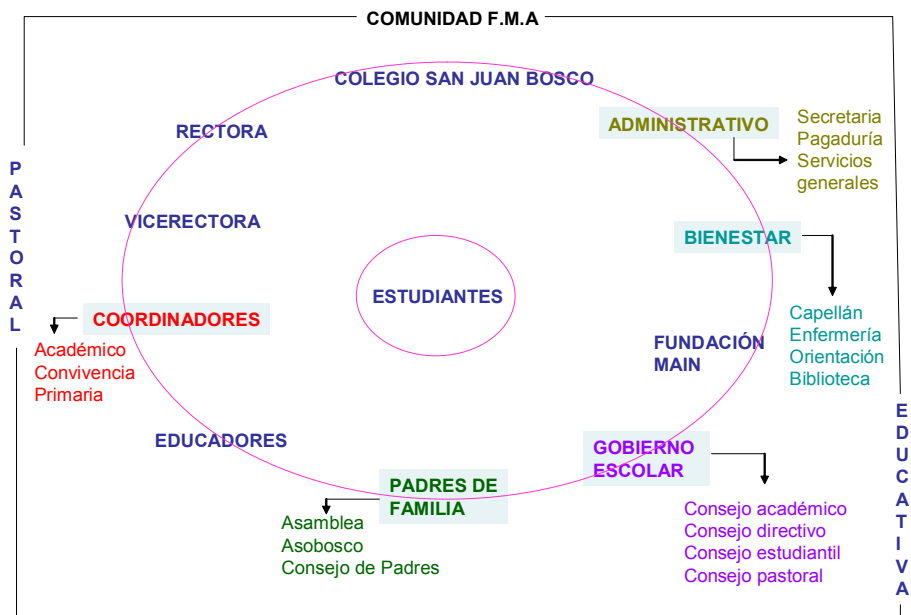 COMUNIDAD F.M.A
COLEGIO SAN JUAN BOSCO
RECTORA
ADMINISTRATIVO
Secretaria
Pagaduría
Servicios
generales
PASTORAL
VICERECTORA
BIENESTAR
ESTUDIANTES
COORDINADORES
Académico
Convivencia
Primaria
Capellán
Enfermería
Orientación
Biblioteca
FUNDACIÓN
MAIN
EDUCADORES
GOBIERNO
ESCOLAR
EDUCATIVA
PADRES DE
FAMILIA
Asamblea
Asobosco
Consejo de Padres
Consejo académico
Consejo directivo
Consejo estudiantil
Consejo pastoral